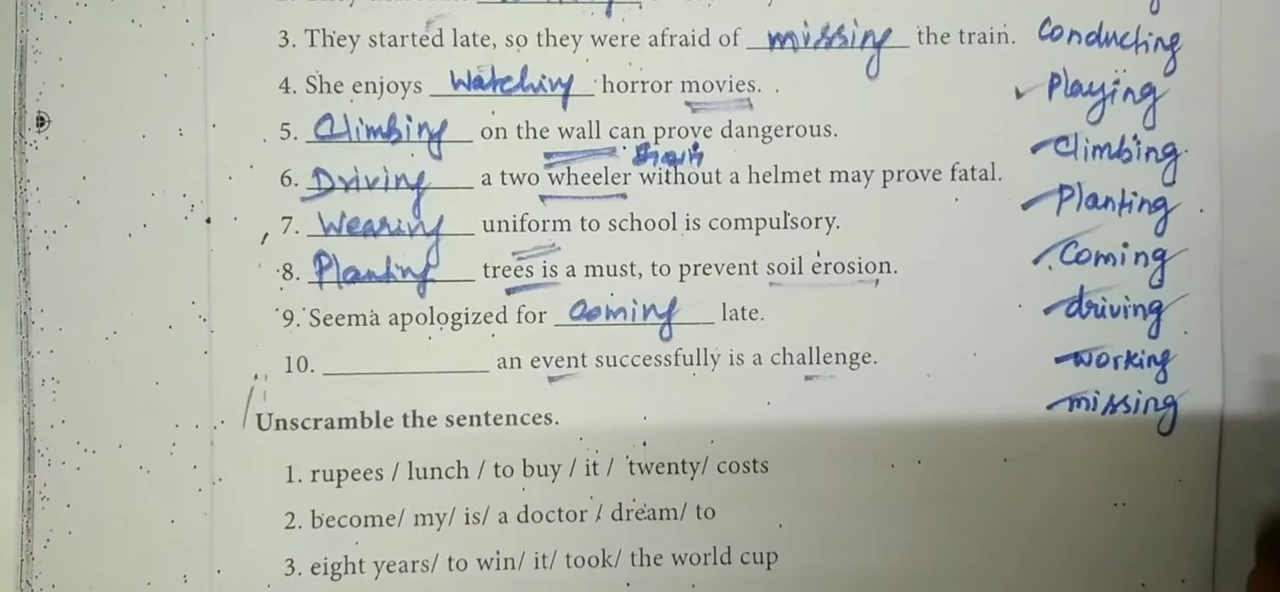 3. They started late, so they were afraid of missing the train. conducting
4. She enjoys Watching horror movies. playing
5. Climbing on the wall can prove dangerous. climbing
6. Driving a two wheeler without a helmet may prove fatal. planting
7. Wearing uniform to school is compulsory.
8. Planting trees is a must, to prevent soil erosion. coming
9. Seema apologized for coming late. driving
10. ____________ an event successfully is a challenge. working
missing
Unscramble the sentences.
1. rupees / lunch / to buy / it / twenty/ costs
2. become/ my/ is/ a doctor / dream/ to
3. eight years/ to win/ it/ took/ the world cup